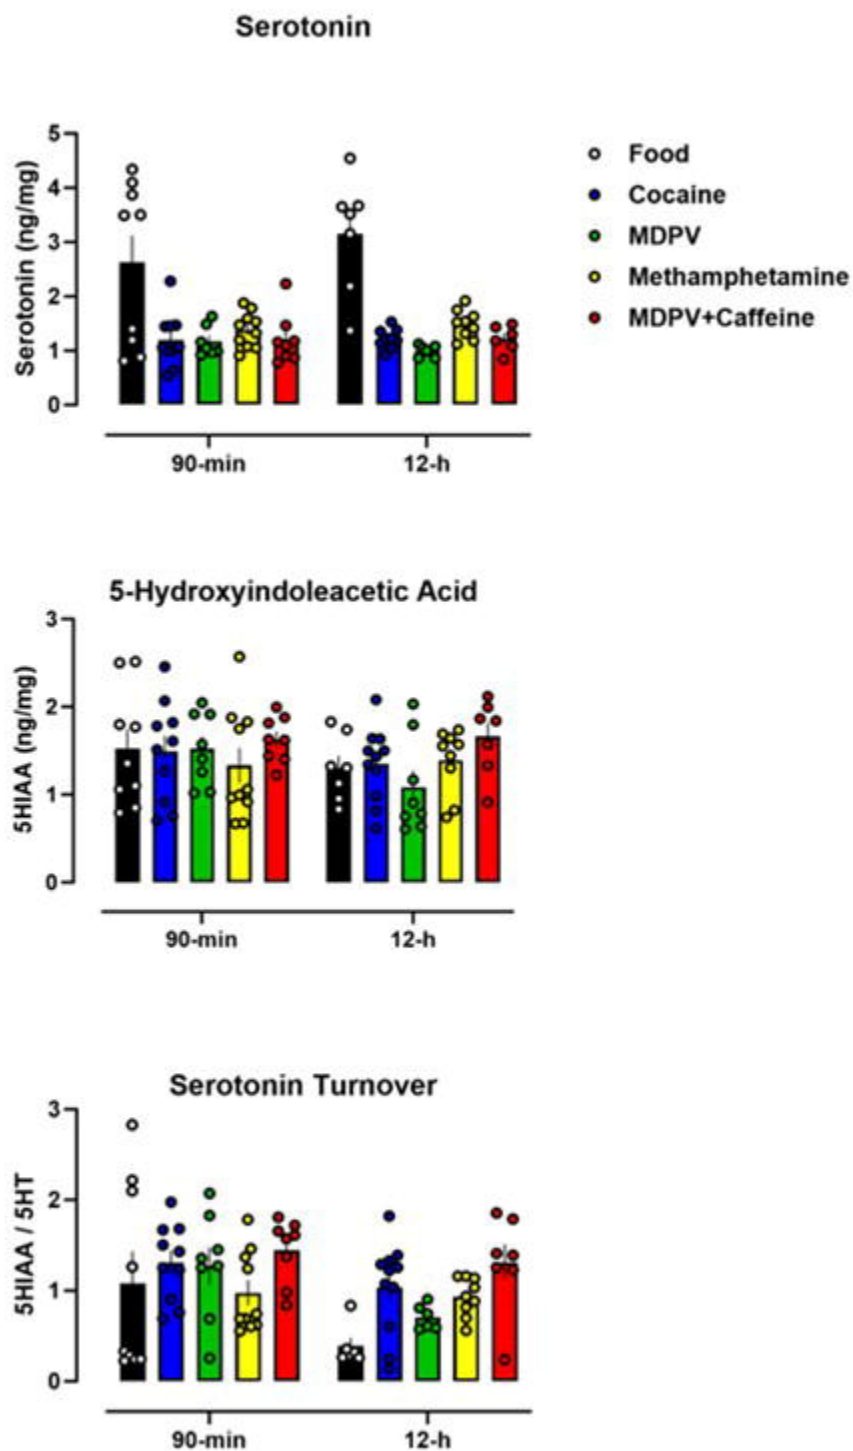 Serotonin
Serotonin (ng/mg)
5
4
3
2
1
0
90-min
12-h
Food
Cocaine
MDPV
Methamphetamine
MDPV+Caffeine
5-Hydroxyindoleacetic Acid
5HIAA (ng/mg)
3
2
1
0
90-min
12-h
Serotonin Turnover
5HIAA / 5HT
3
2
1
0
90-min
12-h